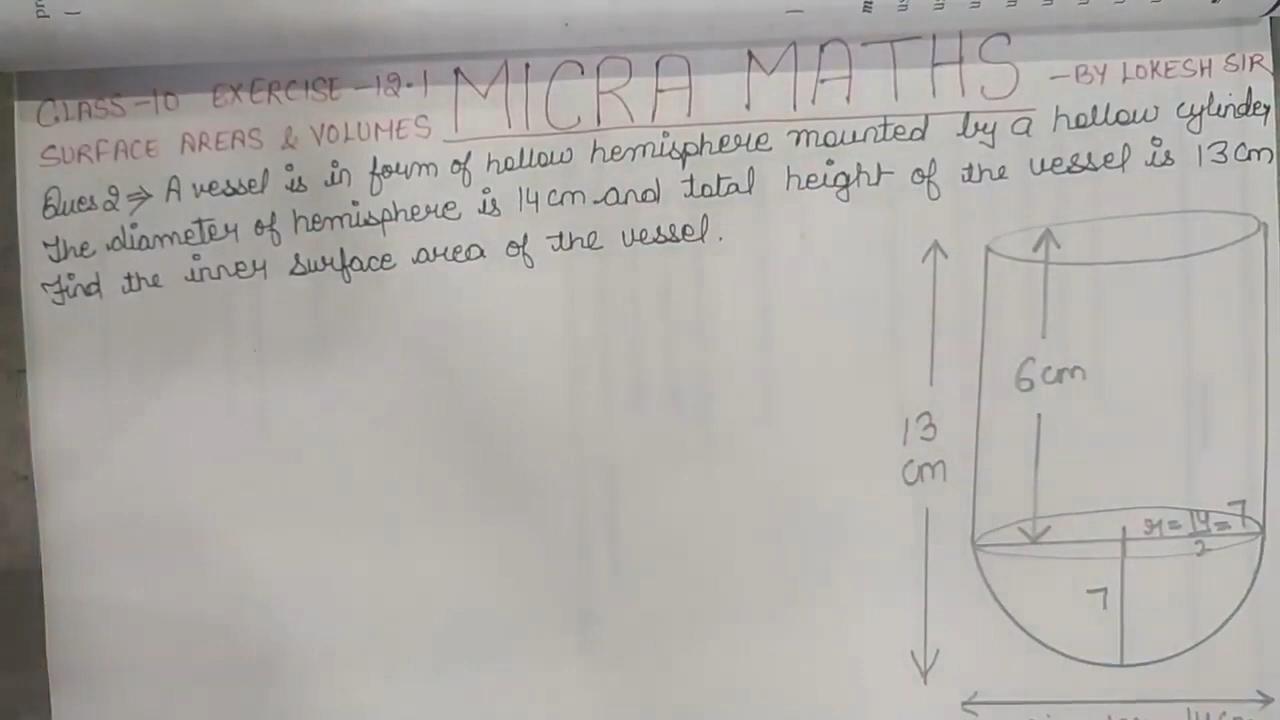 CLASS-10 EXERCISE-12.1 MICRA MATHS -BY LOKESH SIR
SURFACE AREAS & VOLUMES
Ques 2 ⇒ A vessel is in form of hollow hemisphere mounted by a hollow cylinder
The diameter of hemisphere is 14 cm and total height of the vessel is 13 cm
Find the inner surface area of the vessel.
6 cm
13
cm
r = 14/2 = 7
7